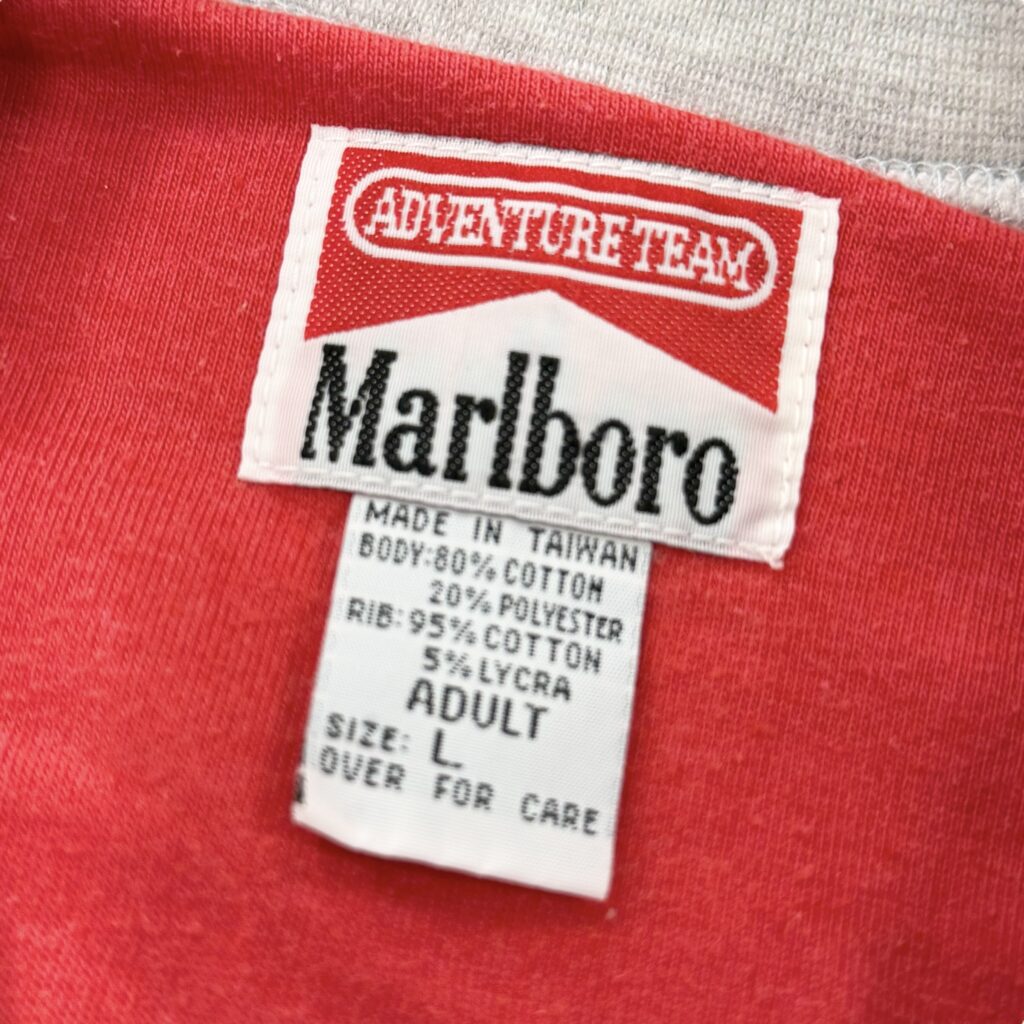 ADVENTURE TEAM
Marlboro
MADE IN TAIWAN
BODY:80% COTTON
20% POLYESTER
RIB:95% COTTON
5% LYCRA
ADULT
SIZE: L
OVER FOR CARE